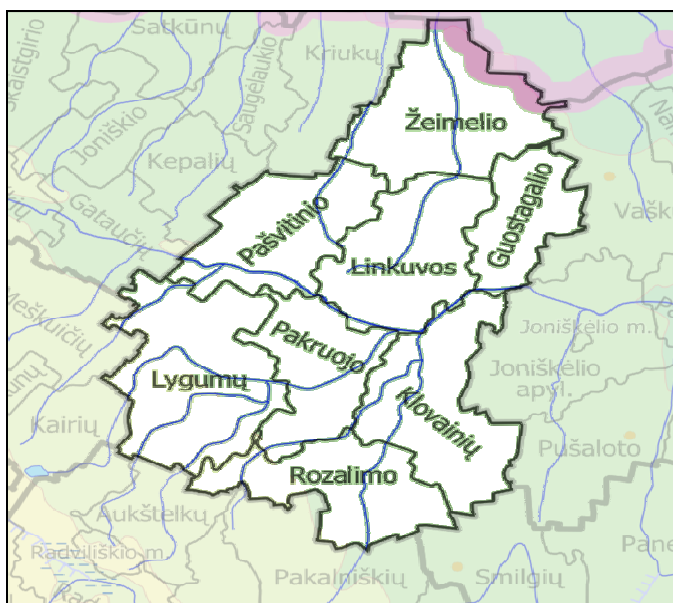 Satkūnų
Kriukų
Skaistgirio
Saugėlaukio
Joniškio
Kepalių
Žeimelio
Gataučių
Pašvitinio
Guostagalio
Linkuvos
Meškuičių
Joniškėlio m.
Pakruojo
Joniškėlio
apyl.
Lygumų
Klovainių
Kairių
Pušaloto
Rozalimo
Aukštelkų
Radviliškio m.
Pakalniškių
Smilgių